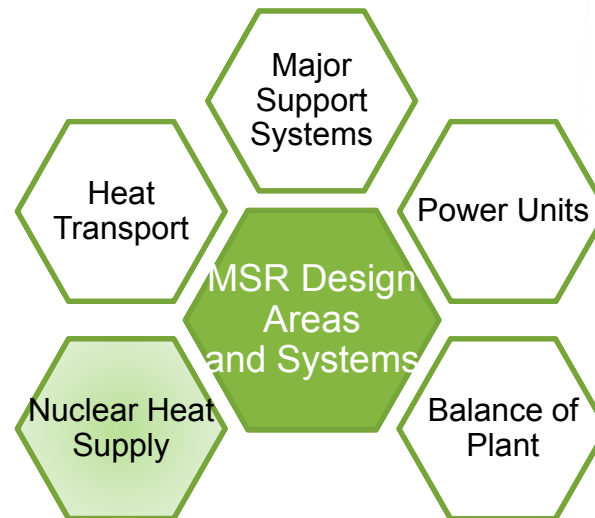 Major
Support
Systems
Heat
Transport
Power Units
MSR Design
Areas
and Systems
Nuclear Heat
Supply
Balance of
Plant